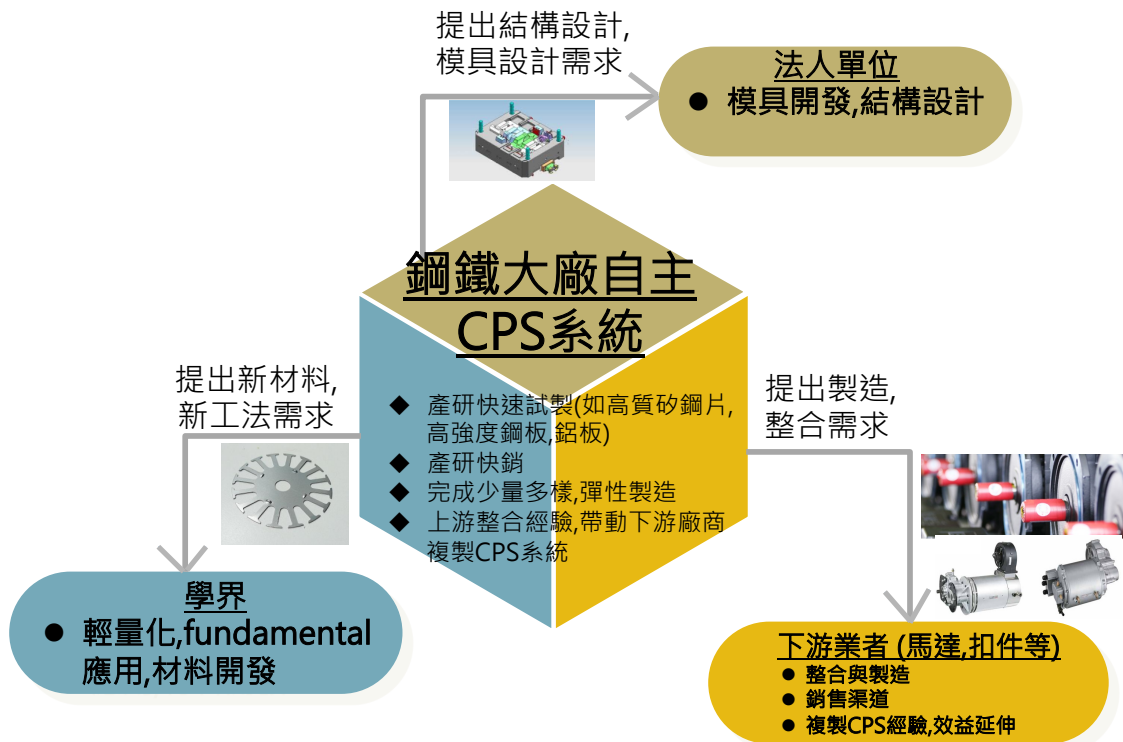 提出結構設計,
模具設計需求
法人單位
● 模具開發,結構設計
鋼鐵大廠自主
CPS系統
提出新材料,
新工法需求
◆ 產研快速試製(如高質矽鋼片,
高強度鋼板,鋁板)
◆ 產研快銷
◆ 完成少量多樣,彈性製造
◆ 上游整合經驗,帶動下游廠商
複製CPS系統
提出製造,
整合需求
學界
● 輕量化,fundamental
應用,材料開發
下游業者 (馬達,扣件等)
● 整合與製造
● 銷售渠道
● 複製CPS經驗,效益延伸